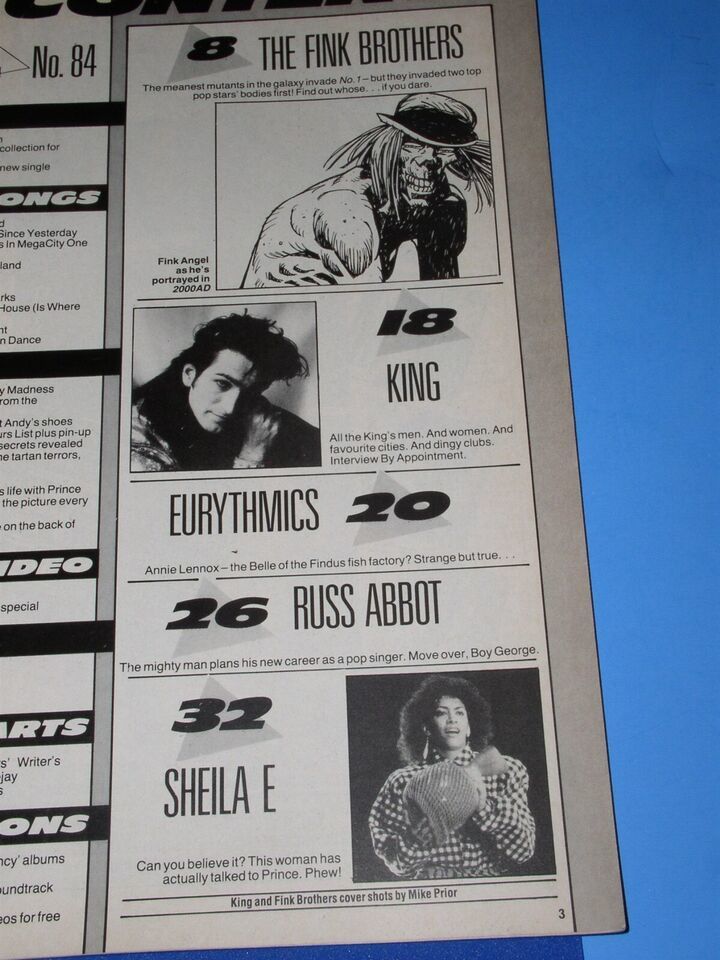 No. 84
collection for
new single
ONGS
Since Yesterday
s In MegaCity One
land
rks
House (Is Where
nt
n Dance
y Madness
rom the
t Andy's shoes
urs List plus pin-up
secrets revealed
ne tartan terrors,
s life with Prince
the picture every
on the back of
IDEO
special
ARTS
s' Writer's
jay
s
ONS
ncy' albums
oundtrack
eos for free
8 THE FINK BROTHERS
The meanest mutants in the galaxy invade No. 1 – but they invaded two top
pop stars' bodies first! Find out whose. . . if you dare.
Fink Angel
as he's
portrayed in
2000AD
18
KING
All the King's men. And women. And
favourite cities. And dingy clubs.
Interview By Appointment.
EURYTHMICS 20
Annie Lennox – the Belle of the Findus fish factory? Strange but true. . .
26 RUSS ABBOT
The mighty man plans his new career as a pop singer. Move over, Boy George.
32
SHEILA E
Can you believe it? This woman has
actually talked to Prince. Phew!
King and Fink Brothers cover shots by Mike Prior
3